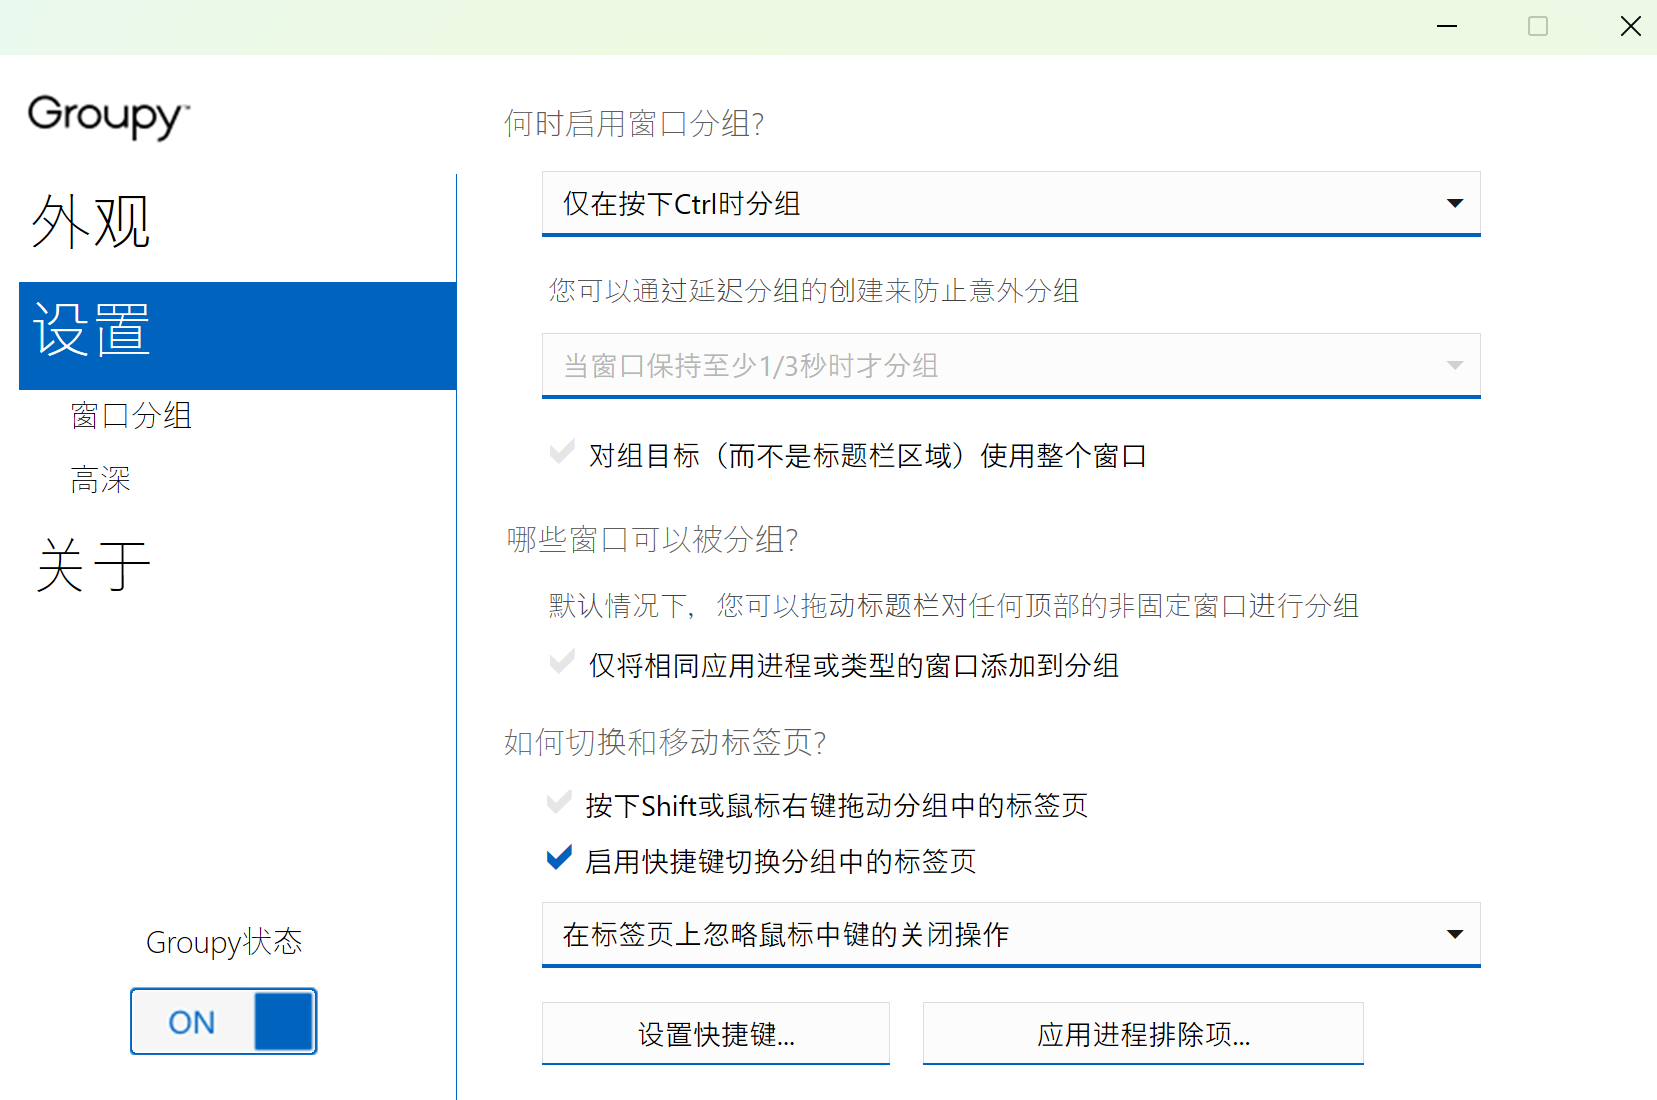 Groupy™
外观
设置
窗口分组
高深
关于
Groupy状态
ON
何时启用窗口分组?
仅在按下Ctrl时分组
您可以通过延迟分组的创建来防止意外分组
当窗口保持至少1/3秒时才分组
对组目标（而不是标题栏区域）使用整个窗口
哪些窗口可以被分组?
默认情况下，您可以拖动标题栏对任何顶部的非固定窗口进行分组
仅将相同应用进程或类型的窗口添加到分组
如何切换和移动标签页?
按下Shift或鼠标右键拖动分组中的标签页
启用快捷键切换分组中的标签页
在标签页上忽略鼠标中键的关闭操作
设置快捷键...
应用进程排除项...